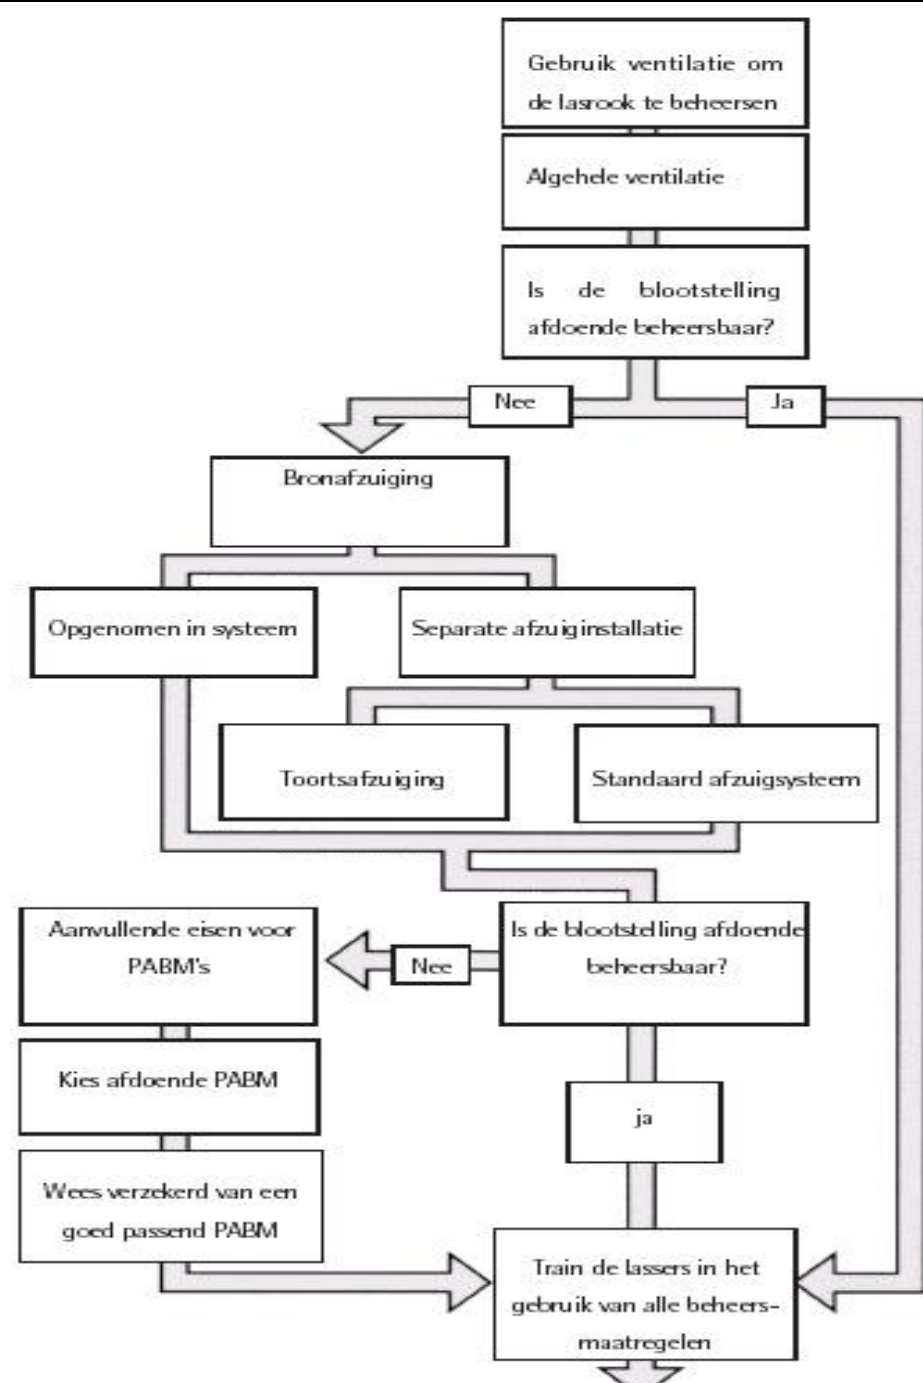 Gebruik ventilatie om
de lasrook te beheersen
Algehele ventilatie
Is de blootstelling
afdoende beheersbaar?
Nee
Ja
Bronafzuiging
Opgenomen in systeem
Separate afzuiginstallatie
Toortsafzuiging
Standaard afzuigsysteem
Is de blootstelling afdoende
beheersbaar?
Nee
Aanvullende eisen voor
PABM's
Kies afdoende PABM
ja
Wees verzekerd van een
goed passend PABM
Train de lassers in het
gebruik van alle beheers-
maatregelen